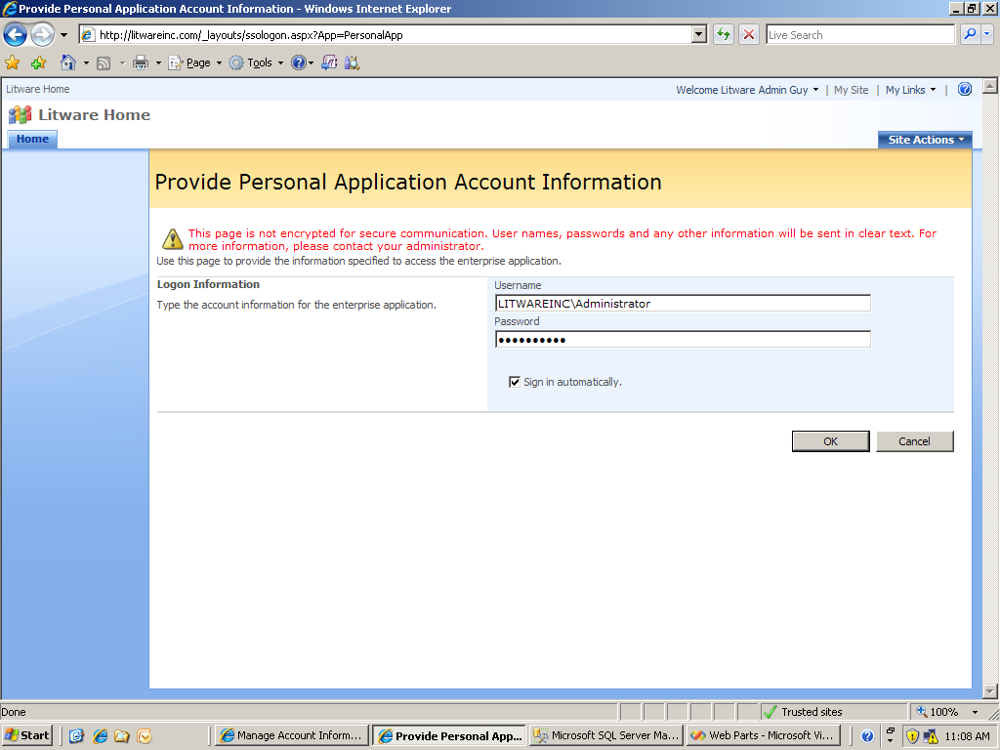 Provide Personal Application Account Information - Windows Internet Explorer
http://litwareinc.com/_layouts/ssologon.aspx?App=PersonalApp
Live Search
Page
Tools
Litware Home
Welcome Litware Admin Guy
|
My Site
|
My Links
|
Litware Home
Home
Site Actions
Provide Personal Application Account Information
This page is not encrypted for secure communication. User names, passwords and any other information will be sent in clear text. For
more information, please contact your administrator.
Use this page to provide the information specified to access the enterprise application.
Logon Information
Type the account information for the enterprise application.
Username
LITWAREINC\Administrator
Password
••••••••••
Sign in automatically.
OK
Cancel
Done
Trusted sites
100%
Start
Manage Account Inform...
Provide Personal App...
Microsoft SQL Server Ma...
Web Parts - Microsoft Vi...
11:08 AM